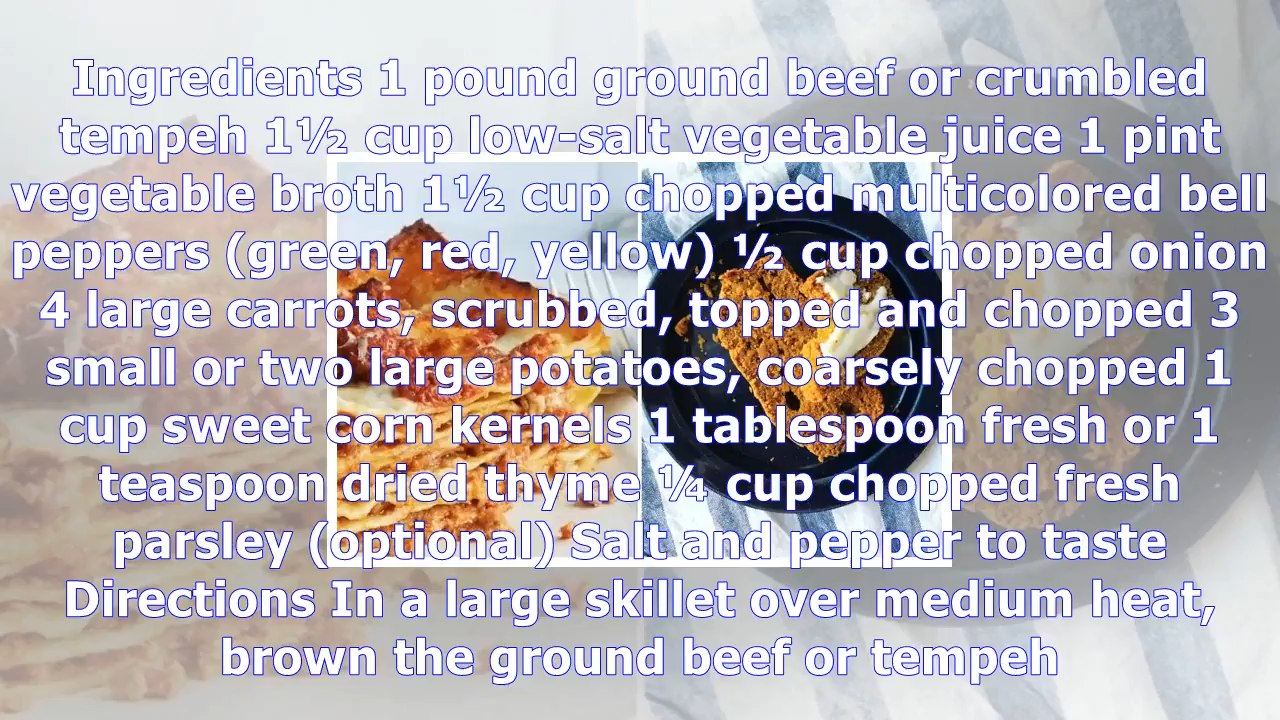 Ingredients 1 pound ground beef or crumbled
tempeh 1½ cup low-salt vegetable juice 1 pint
vegetable broth 1½ cup chopped multicolored bell
peppers (green, red, yellow) ½ cup chopped onion
4 large carrots, scrubbed, topped and chopped 3
small or two large potatoes, coarsely chopped 1
cup sweet corn kernels 1 tablespoon fresh or 1
teaspoon dried thyme ¼ cup chopped fresh
parsley (optional) Salt and pepper to taste
Directions In a large skillet over medium heat,
brown the ground beef or tempeh